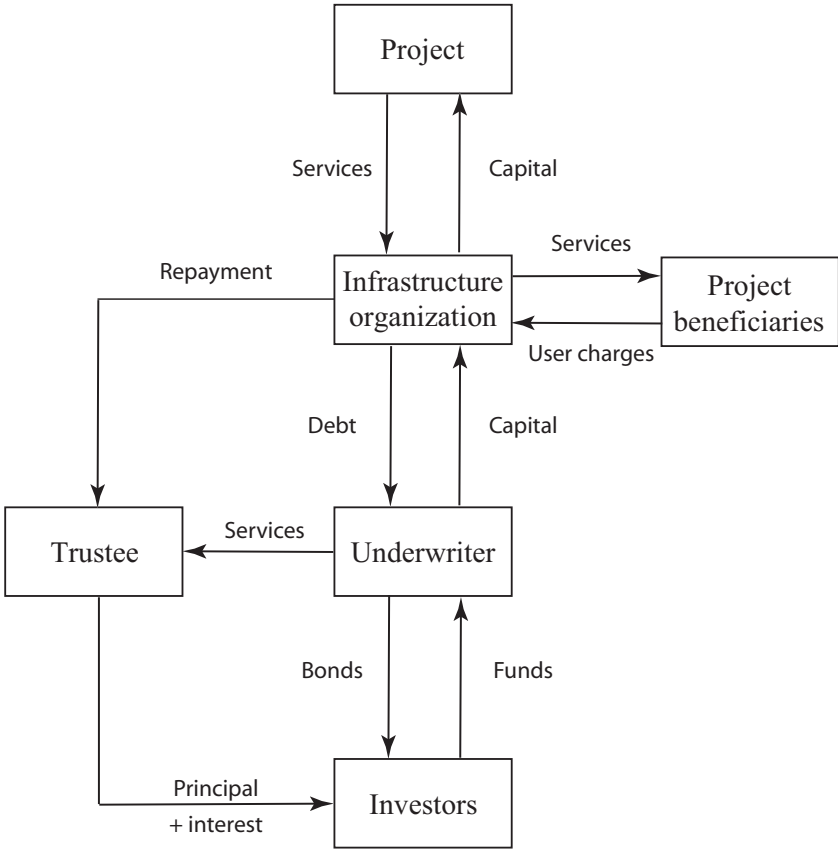 Project
Services
Capital
Services
Repayment
Infrastructure
organization
Project
beneficiaries
User charges
Debt
Capital
Services
Trustee
Underwriter
Bonds
Funds
Principal
+ interest
Investors